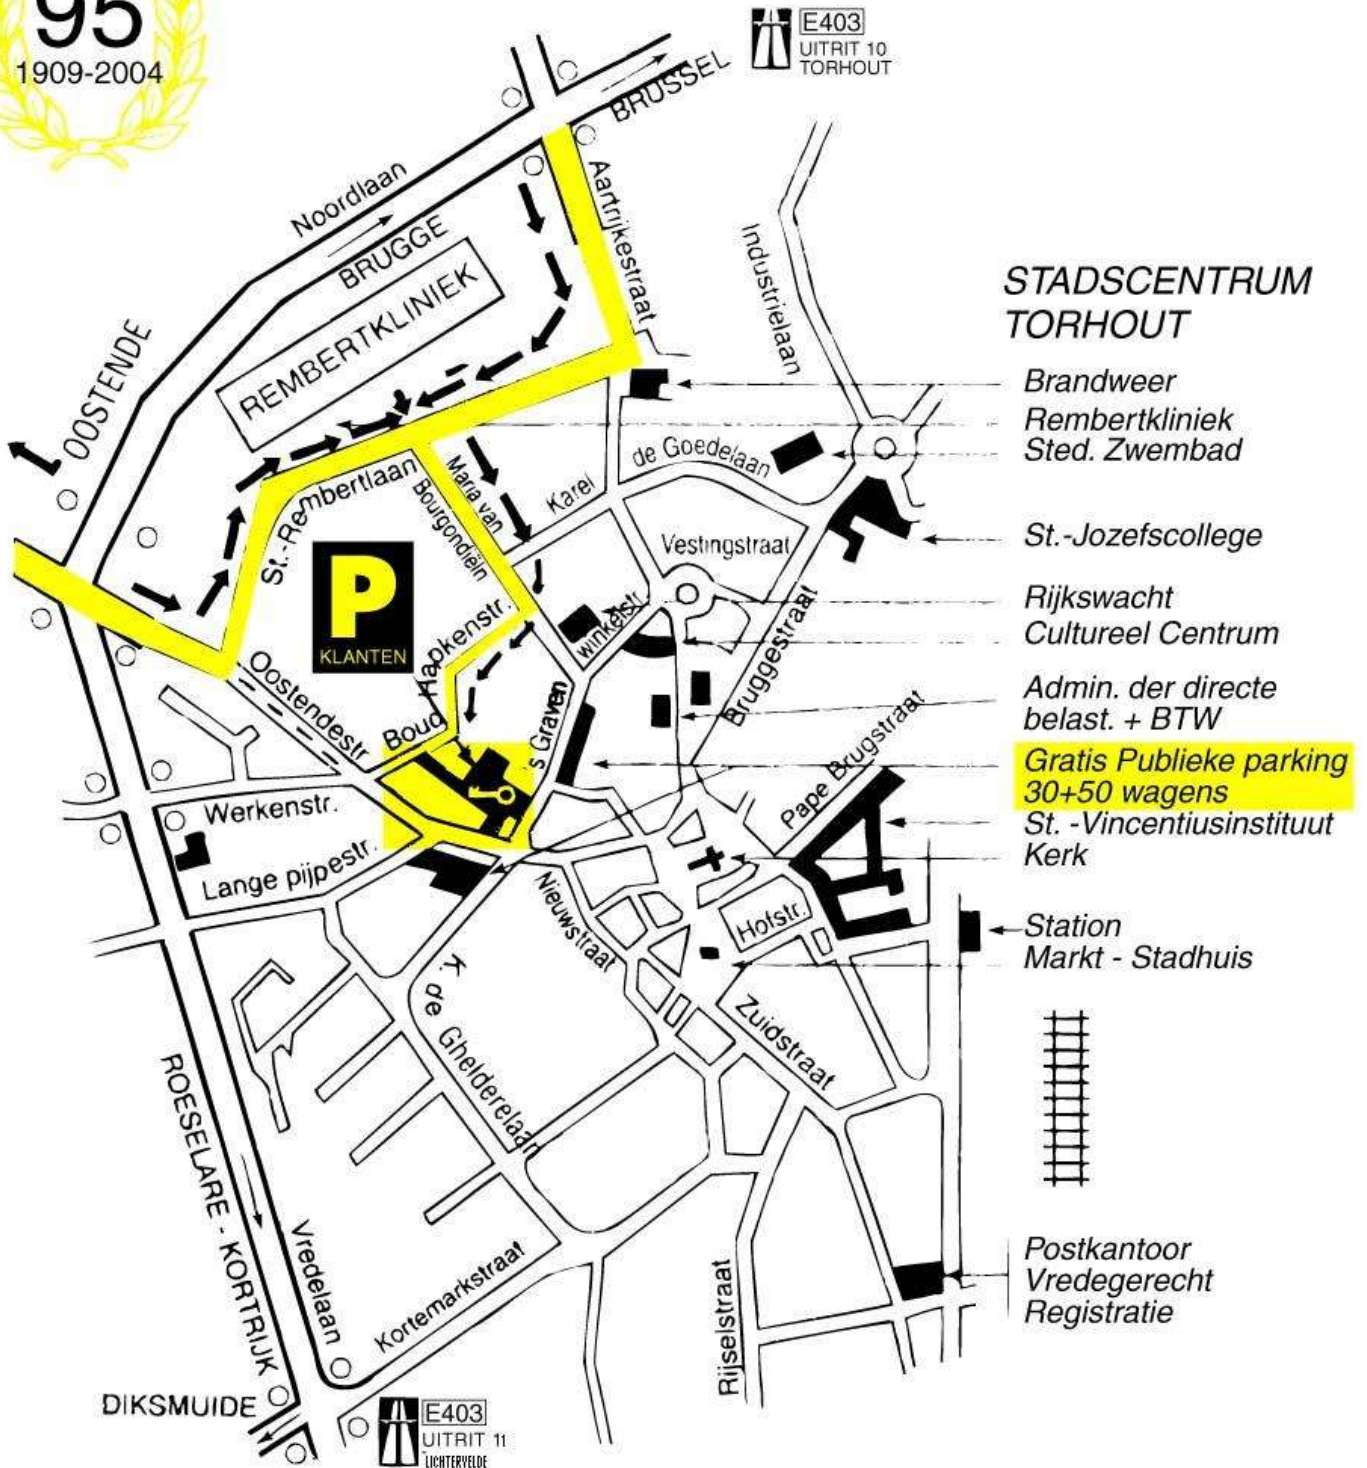 95
1909-2004
E403
UITRIT 10
TORHOUT
BRUSSEL
Noordlaan
BRUGGE
REMBERTKLINIEK
Aartrijkestraat
Industrielaan
OOSTENDE
STADSCENTRUM
TORHOUT
Brandweer
Rembertkliniek
Sted. Zwembad
St.-Jozefscollege
Rijkswacht
Cultureel Centrum
Admin. der directe
belast. + BTW
Gratis Publieke parking
30+50 wagens
St. -Vincentiusinstituut
Kerk
Station
Markt - Stadhuis
Postkantoor
Vredegerecht
Registratie
de Goedelaan
Karel
Maria van
Bourgondiëln
St.-Rembertlaan
Vestingstraat
P
KLANTEN
Hapkenstr.
winkelstr.
Bruggestraat
Oostendestr.
Boud.
s Graven
Pape Brugstraat
Werkenstr.
Lange pijpestr.
Nieuwstraat
Hofstr.
K. de Ghelderelaan
Zuidstraat
ROESELARE - KORTRIJK
Vredelaan
Kortemarkstraat
Rijselstraat
DIKSMUIDE
E403
UITRIT 11
LICHTERVELDE